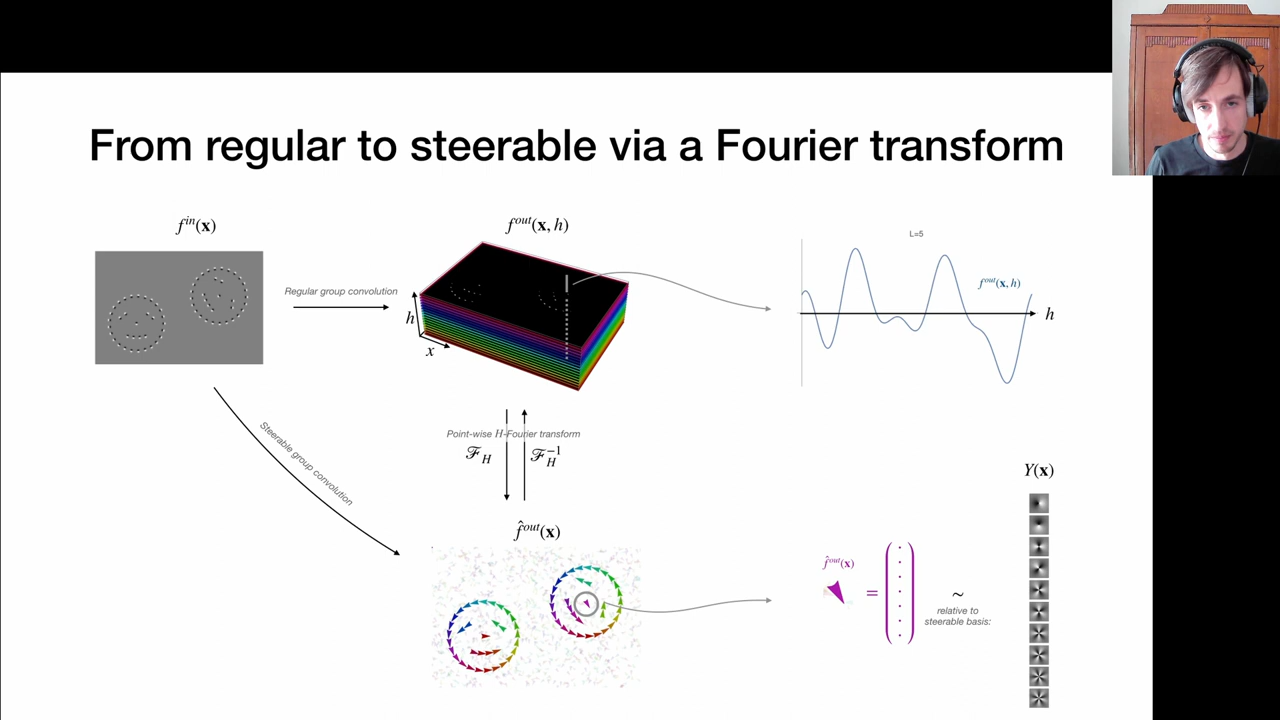 From regular to steerable via a Fourier transform
f^{in}(𝐱)
f^{out}(𝐱, h)
L=5
f^{out}(𝐱, h)
Regular group convolution
h
x
h
Steerable group convolution
Point-wise H-Fourier transform
ℱ_H
ℱ_H^{-1}
Y(𝐱)
f̂^{out}(𝐱)
f̂^{out}(𝐱)
=
~
relative to
steerable basis: